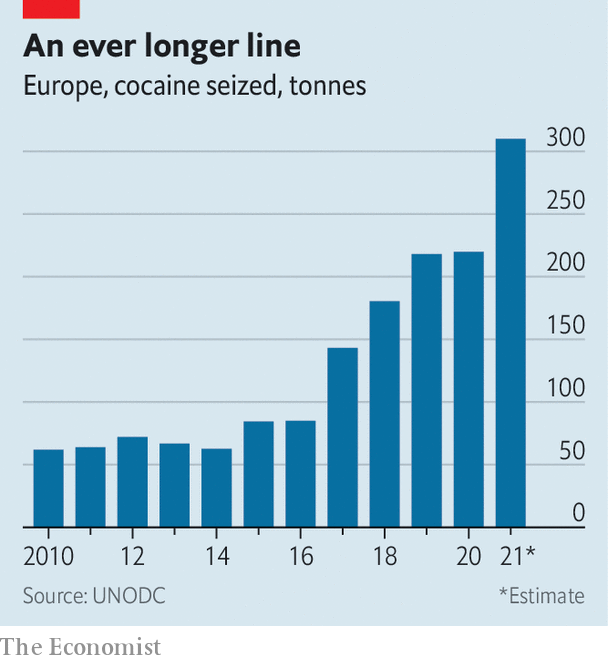 An ever longer line
Europe, cocaine seized, tonnes
300
250
200
150
100
50
0
2010 12 14 16 18 20 21*
Source: UNODC *Estimate
The Economist